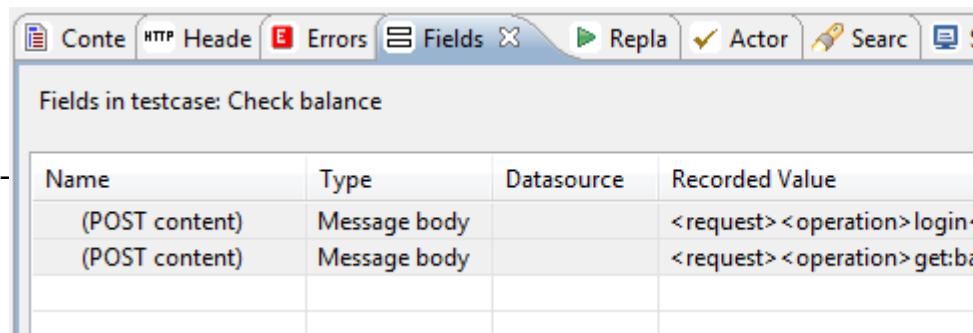 Conte HTTP Heade E Errors Fields Repla Actor Searc
Fields in testcase: Check balance
Name Type Datasource Recorded Value
(POST content) Message body <request><operation>login<
(POST content) Message body <request><operation>get:ba